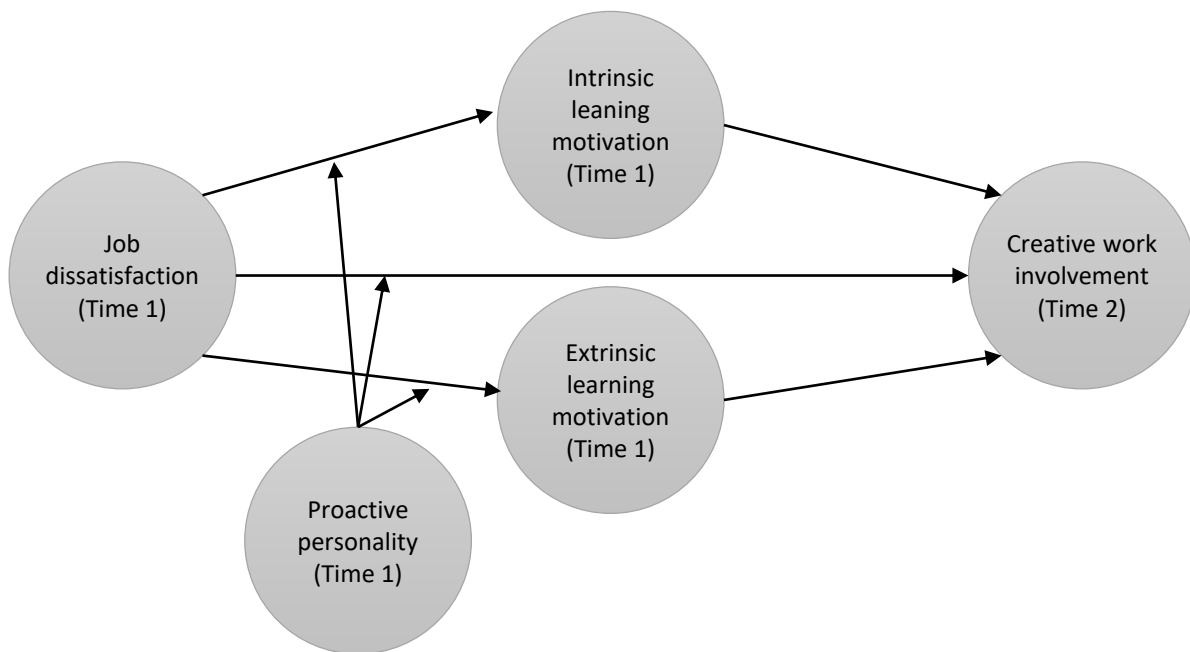 Intrinsic
leaning
motivation
(Time 1)
Job
dissatisfaction
(Time 1)
Creative work
involvement
(Time 2)
Extrinsic
learning
motivation
(Time 1)
Proactive
personality
(Time 1)